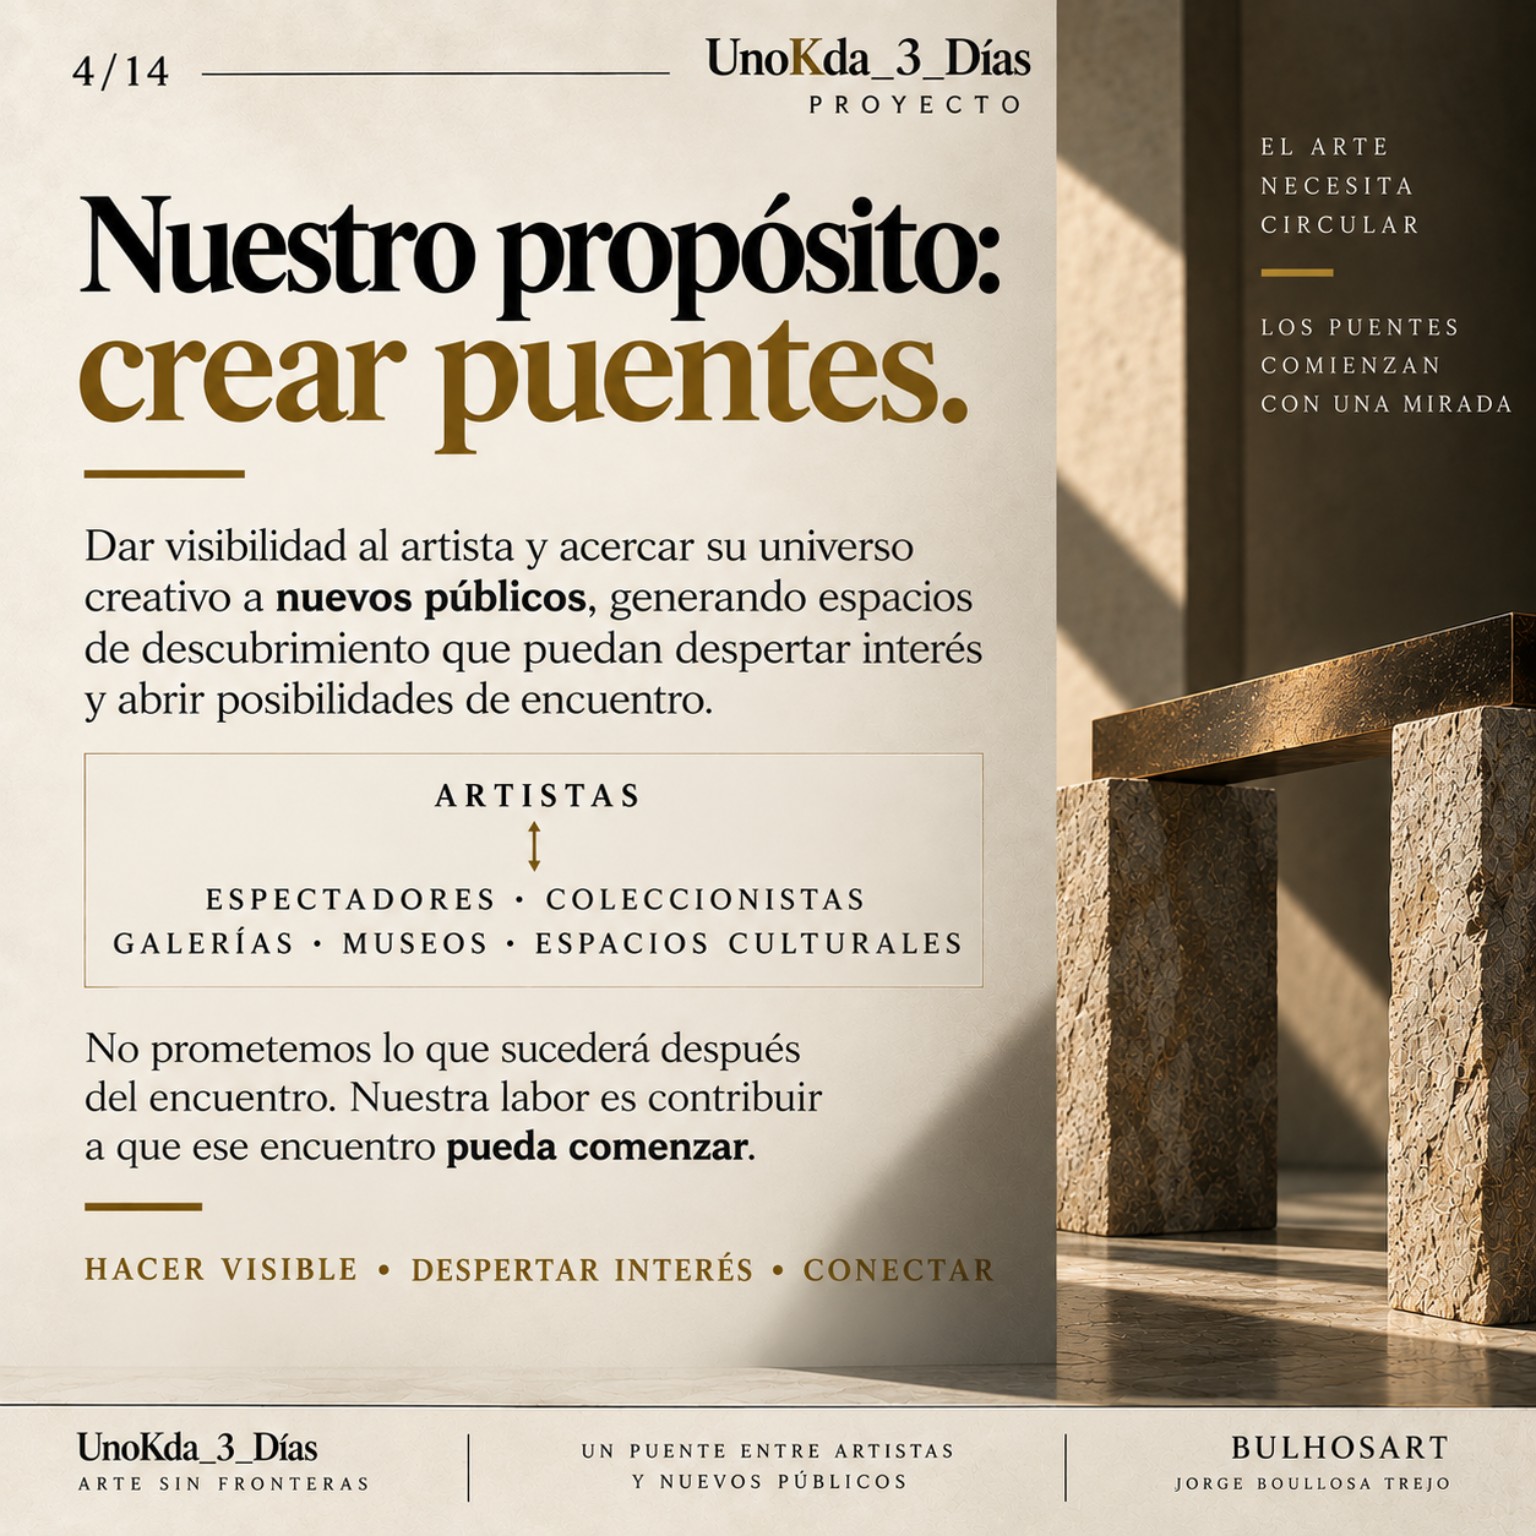 4/14
UnoKda_3_Días
PROYECTO
Nuestro propósito:
crear puentes.
Dar visibilidad al artista y acercar su universo
creativo a nuevos públicos, generando espacios
de descubrimiento que puedan despertar interés
y abrir posibilidades de encuentro.
ARTISTAS
ESPECTADORES • COLECCIONISTAS
GALERÍAS • MUSEOS • ESPACIOS CULTURALES
No prometemos lo que sucederá después
del encuentro. Nuestra labor es contribuir
a que ese encuentro pueda comenzar.
HACER VISIBLE • DESPERTAR INTERÉS • CONECTAR
EL ARTE
NECESITA
CIRCULAR
LOS PUENTES
COMIENZAN
CON UNA MIRADA
UnoKda_3_Días
ARTE SIN FRONTERAS
UN PUENTE ENTRE ARTISTAS
Y NUEVOS PÚBLICOS
BULHOSART
JORGE BOULLOSA TREJO